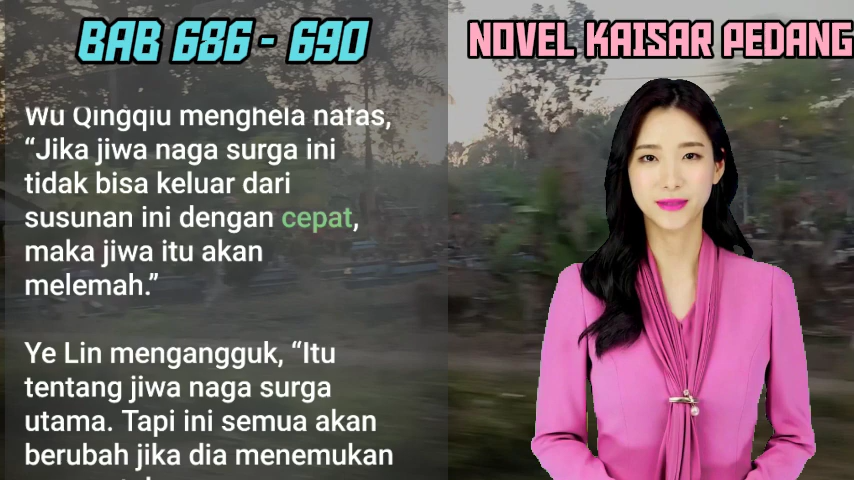 BAB 686 - 690
NOVEL KAISAR PEDANG
Wu Qingqiu menghela nafas,
“Jika jiwa naga surga ini
tidak bisa keluar dari
susunan ini dengan cepat,
maka jiwa itu akan
melemah.”
Ye Lin mengangguk, “Itu
tentang jiwa naga surga
utama. Tapi ini semua akan
berubah jika dia menemukan